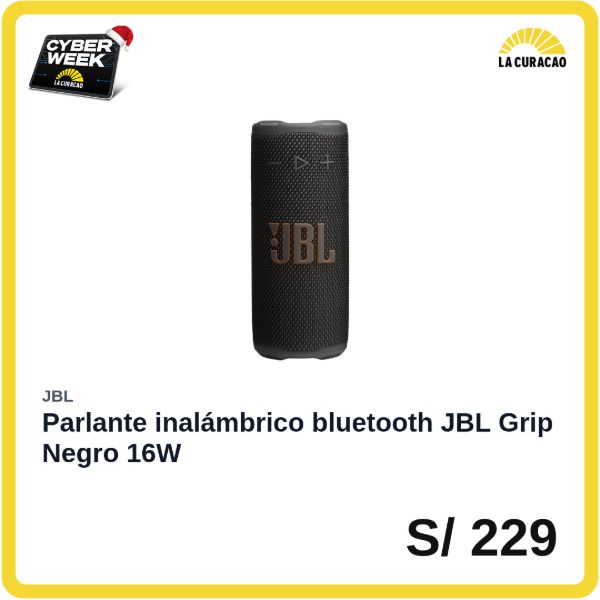 CYBER
WEEK
LA CURACAO
LA CURACAO
JBL
JBL
Parlante inalámbrico bluetooth JBL Grip
Negro 16W
S/ 229